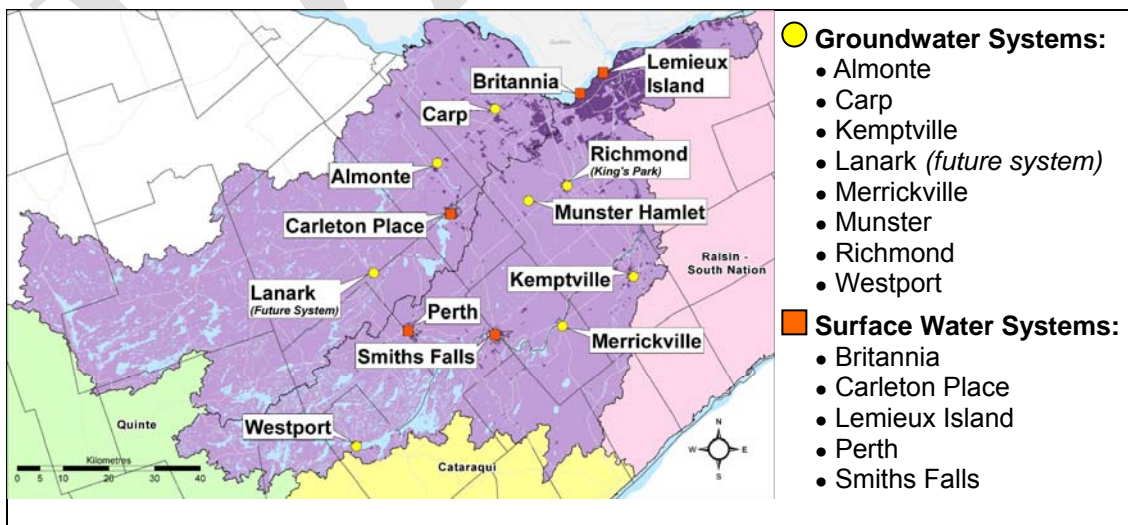 Lemieux
Island
Britannia
Carp
Richmond
(King's Park)
Almonte
Munster Hamlet
Carleton Place
Raisin -
South Nation
Kemptville
Lanark
(Future System)
Perth
Merrickville
Smiths Falls
Quinte
Westport
Cataraqui
Kilometres
0 5 10 20 30 40
N
W E
S
Groundwater Systems:
• Almonte
• Carp
• Kemptville
• Lanark (future system)
• Merrickville
• Munster
• Richmond
• Westport
Surface Water Systems:
• Britannia
• Carleton Place
• Lemieux Island
• Perth
• Smiths Falls